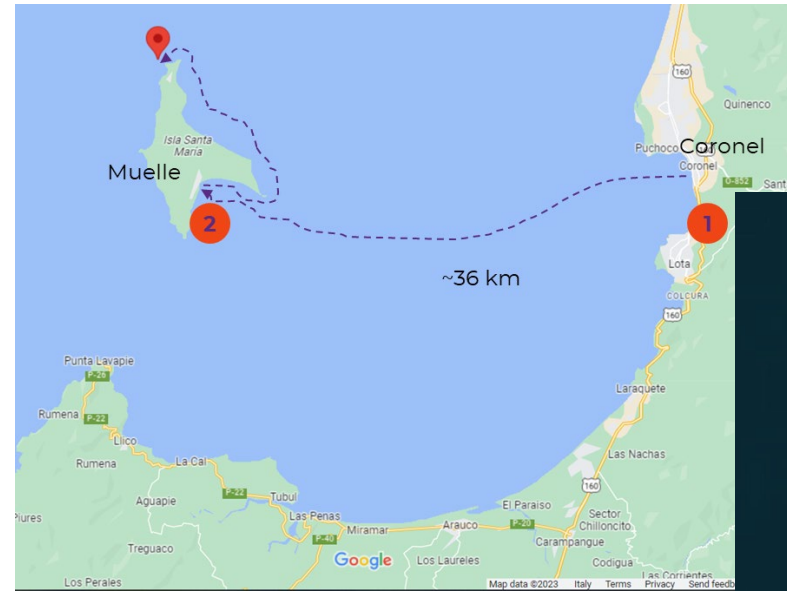 160
Quinenco
Isla Santa
María
Puchoco
Coronel
160
Coronel
Muelle
O-852
Sant
2
1
Lota
~36 km
COLCURA
160
Punta Lavapie
P-26
Laraquete
Rumena
P-22
Llico
Las Nachas
Rumena
La Cal
160
P-22
Tubul
Aguapie
El Paraiso
Las Penas
Sector
Chilloncito
Piures
Miramar
Arauco
P-20
P-40
Carampangue
Treguaco
Google
Los Laureles
Codigua
Las Corrientes
Los Perales
Map data ©2023
Italy
Terms
Privacy
Send feedb